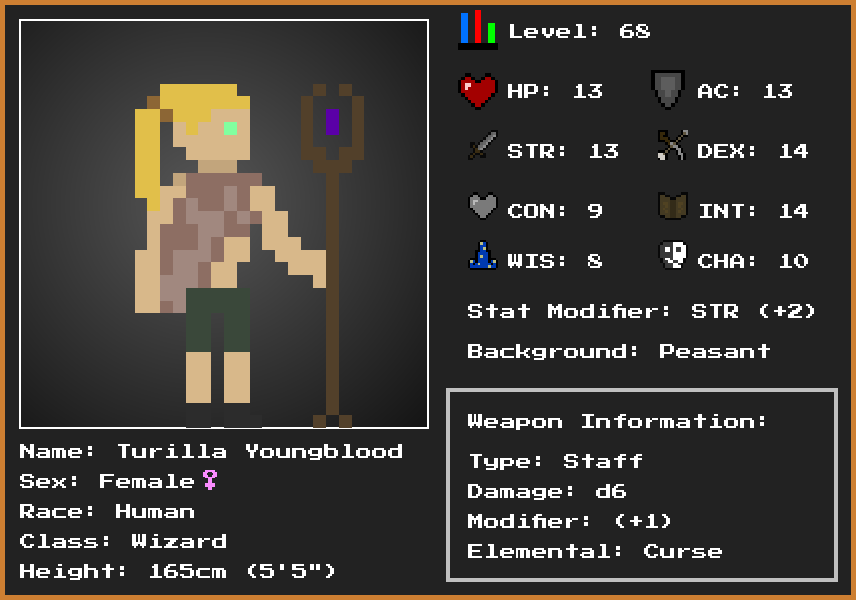 Level: 68
HP: 13
AC: 13
STR: 13
DEX: 14
CON: 9
INT: 14
WIS: 8
CHA: 10
Stat Modifier: STR (+2)
Background: Peasant
Weapon Information:
Type: Staff
Damage: d6
Modifier: (+1)
Elemental: Curse
Name: Turilla Youngblood
Sex: Female♀
Race: Human
Class: Wizard
Height: 165cm (5'5")